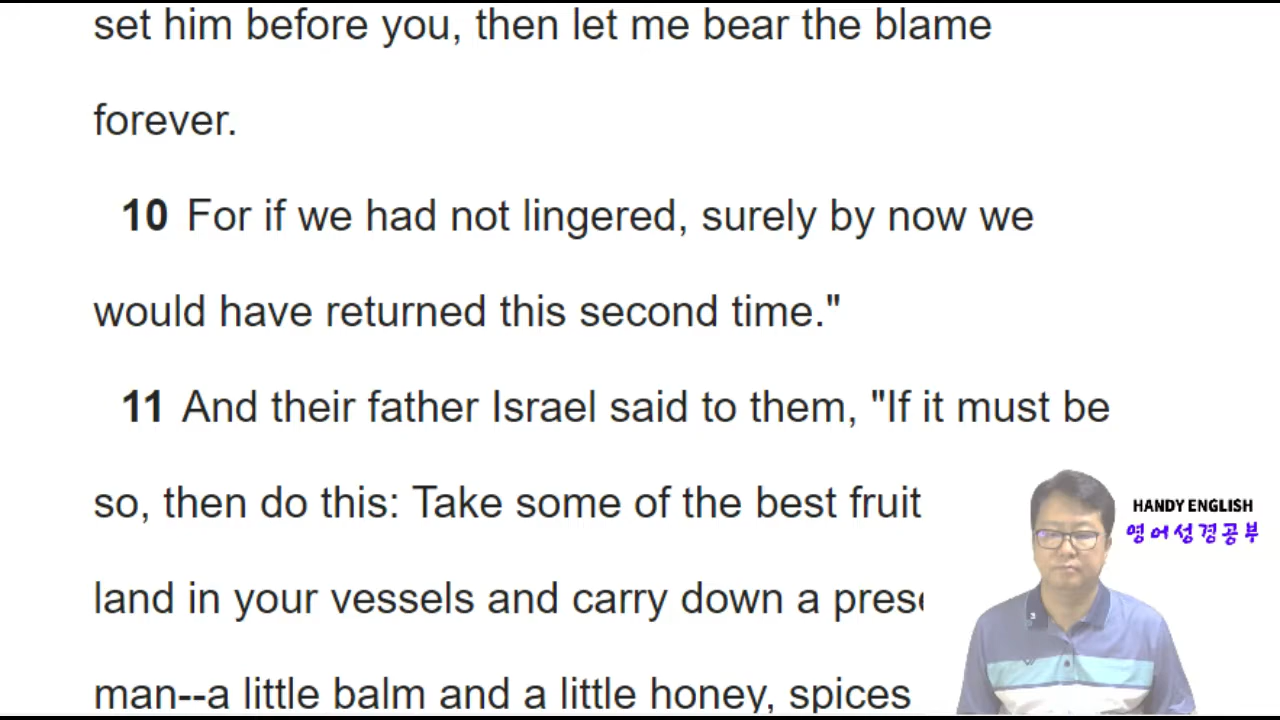 set him before you, then let me bear the blame
forever.
10 For if we had not lingered, surely by now we
would have returned this second time."
11 And their father Israel said to them, "If it must be
so, then do this: Take some of the best fruit
land in your vessels and carry down a
man--a little balm and a little honey, spices
HANDY ENGLISH
영어성경공부